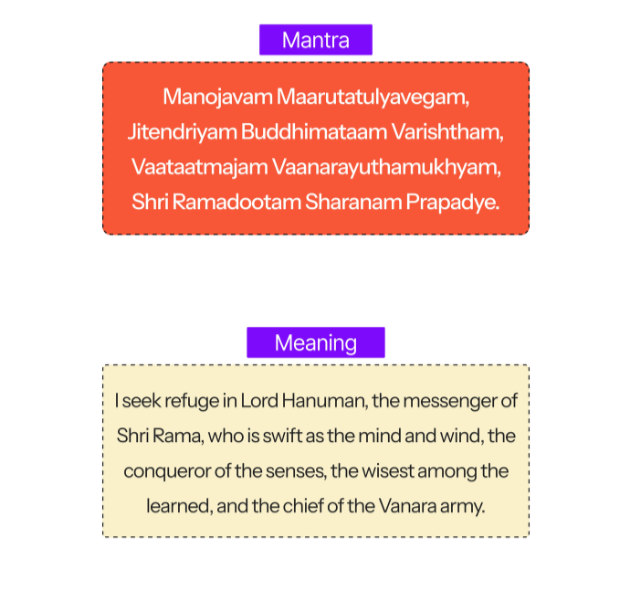 Mantra
Manojavam Maarutatulyavegam,
Jitendriyam Buddhimataam Varishtham,
Vaataatmajam Vaanarayuthamukhyam,
Shri Ramadootam Sharanam Prapadye.
Meaning
I seek refuge in Lord Hanuman, the messenger of
Shri Rama, who is swift as the mind and wind, the
conqueror of the senses, the wisest among the
learned, and the chief of the Vanara army.